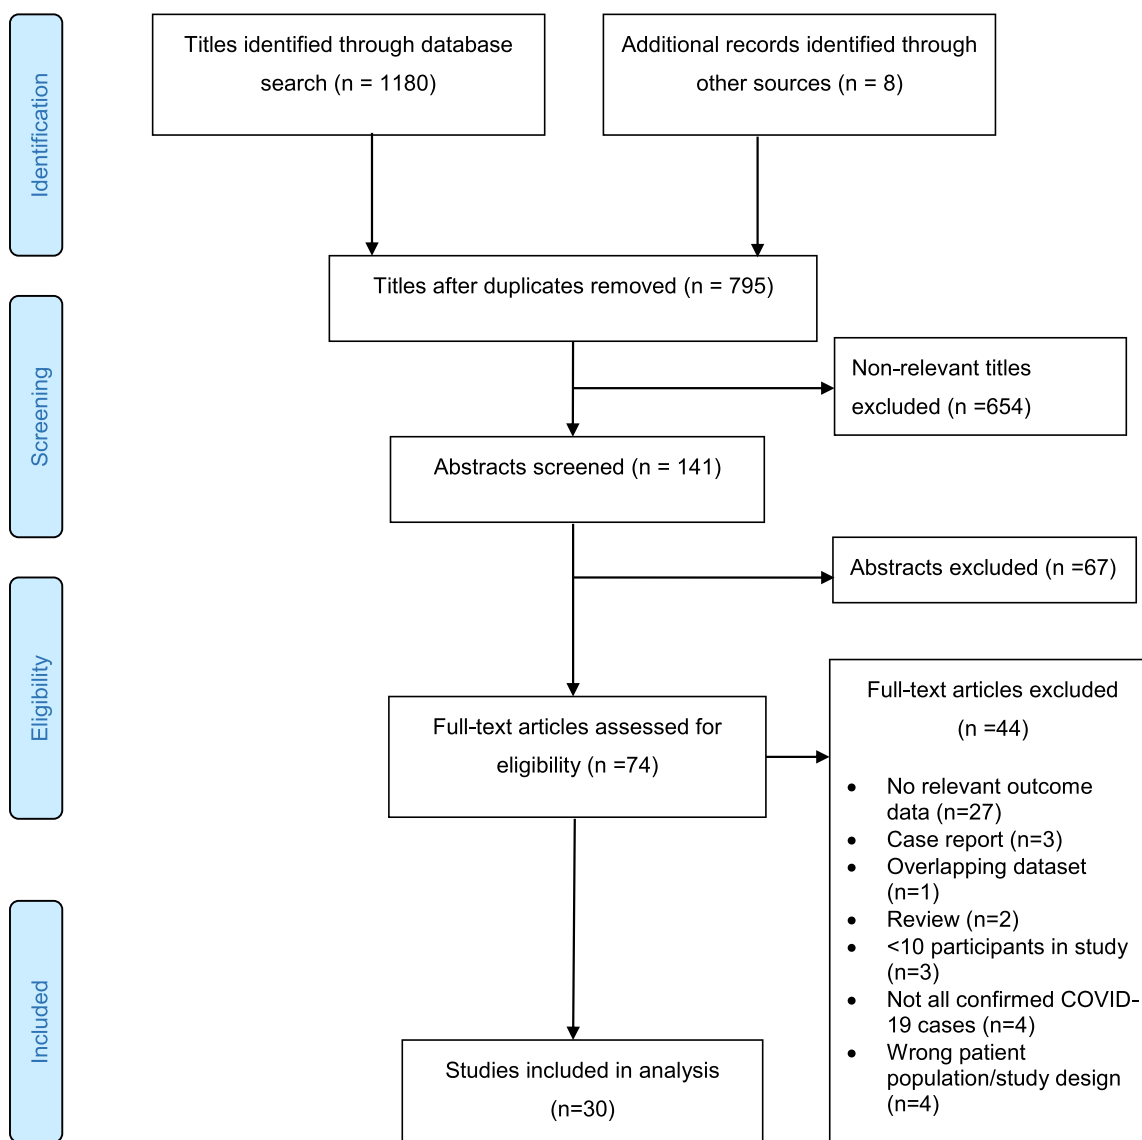 Identification
Titles identified through database
search (n = 1180)
Additional records identified through
other sources (n = 8)
Titles after duplicates removed (n = 795)
Screening
Non-relevant titles
excluded (n =654)
Abstracts screened (n = 141)
Abstracts excluded (n =67)
Eligibility
Full-text articles assessed for
eligibility (n =74)
Full-text articles excluded
(n =44)
• No relevant outcome
data (n=27)
• Case report (n=3)
• Overlapping dataset
(n=1)
• Review (n=2)
• <10 participants in study
(n=3)
• Not all confirmed COVID-
19 cases (n=4)
• Wrong patient
population/study design
(n=4)
Included
Studies included in analysis
(n=30)